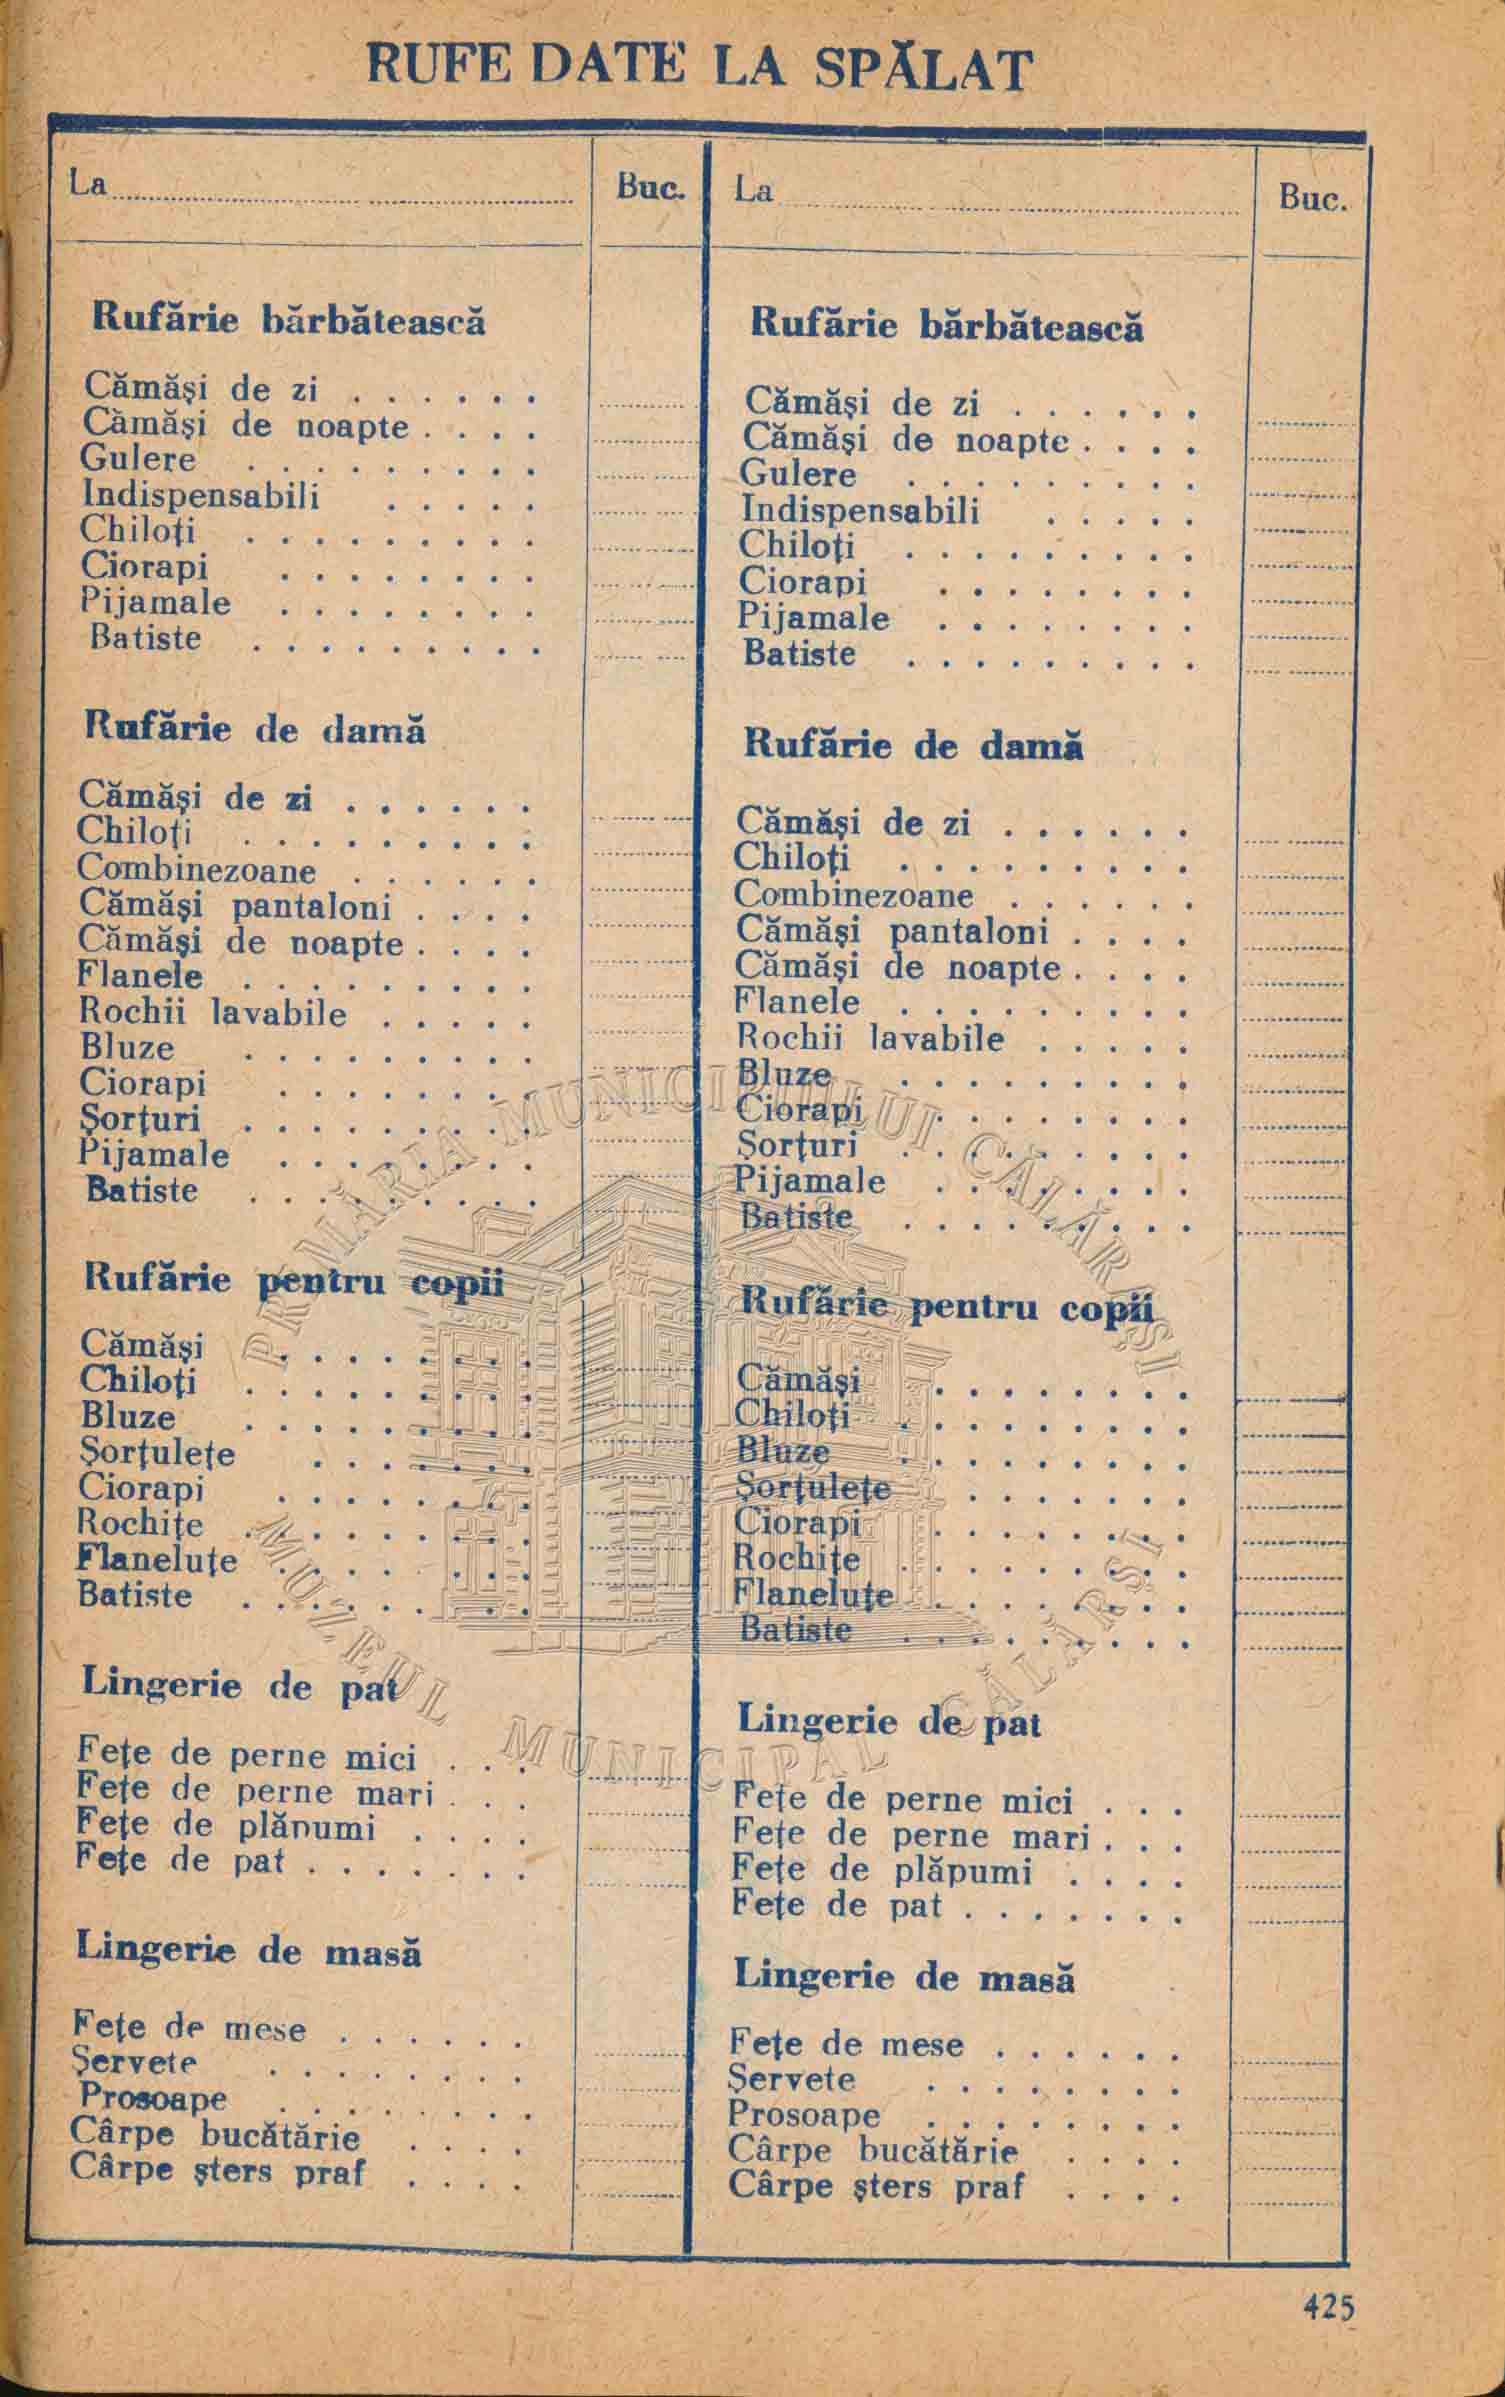 RUFE DATE LA SPĂLAT
La
Buc.
Rufărie bărbătească
Cămăşi de zi
Cămăşi de noapte
Gulere
Indispensabili
Chiloţi
Ciorapi
Pijamale
Batiste
Rufărie de damă
Cămăşi de zi
Chiloţi
Combinezoane
Cămăşi pantaloni
Cămăşi de noapte
Flanele
Rochii lavabile
Bluze
Ciorapi
Şorţuri
Pijamale
Batiste
Rufărie pentru copii
Cămăşi
Chiloţi
Bluze
Şorţuleţe
Ciorapi
Rochiţe
Flaneluţe
Batiste
Lingerie de pat
Feţe de perne mici
Feţe de perne mari
Feţe de plăpumi
Feţe de pat
Lingerie de masă
Feţe de mese
Şervete
Prosoape
Cârpe bucătărie
Cârpe şters praf
La
Buc.
Rufărie bărbătească
Cămăşi de zi
Cămăşi de noapte
Gulere
Indispensabili
Chiloţi
Ciorapi
Pijamale
Batiste
Rufărie de damă
Cămăşi de zi
Chiloţi
Combinezoane
Cămăşi pantaloni
Cămăşi de noapte
Flanele
Rochii lavabile
Bluze
Ciorapi
Şorţuri
Pijamale
Batiste
Rufărie pentru copii
Cămăşi
Chiloţi
Bluze
Şorţuleţe
Ciorapi
Rochiţe
Flaneluţe
Batiste
Lingerie de pat
Feţe de perne mici
Feţe de perne mari
Feţe de plăpumi
Feţe de pat
Lingerie de masă
Feţe de mese
Şervete
Prosoape
Cârpe bucătărie
Cârpe şters praf
425
PRIMĂRIA MUNICIPIULUI CĂLĂRAŞI
MUZEUL MUNICIPAL CĂLĂRAŞI